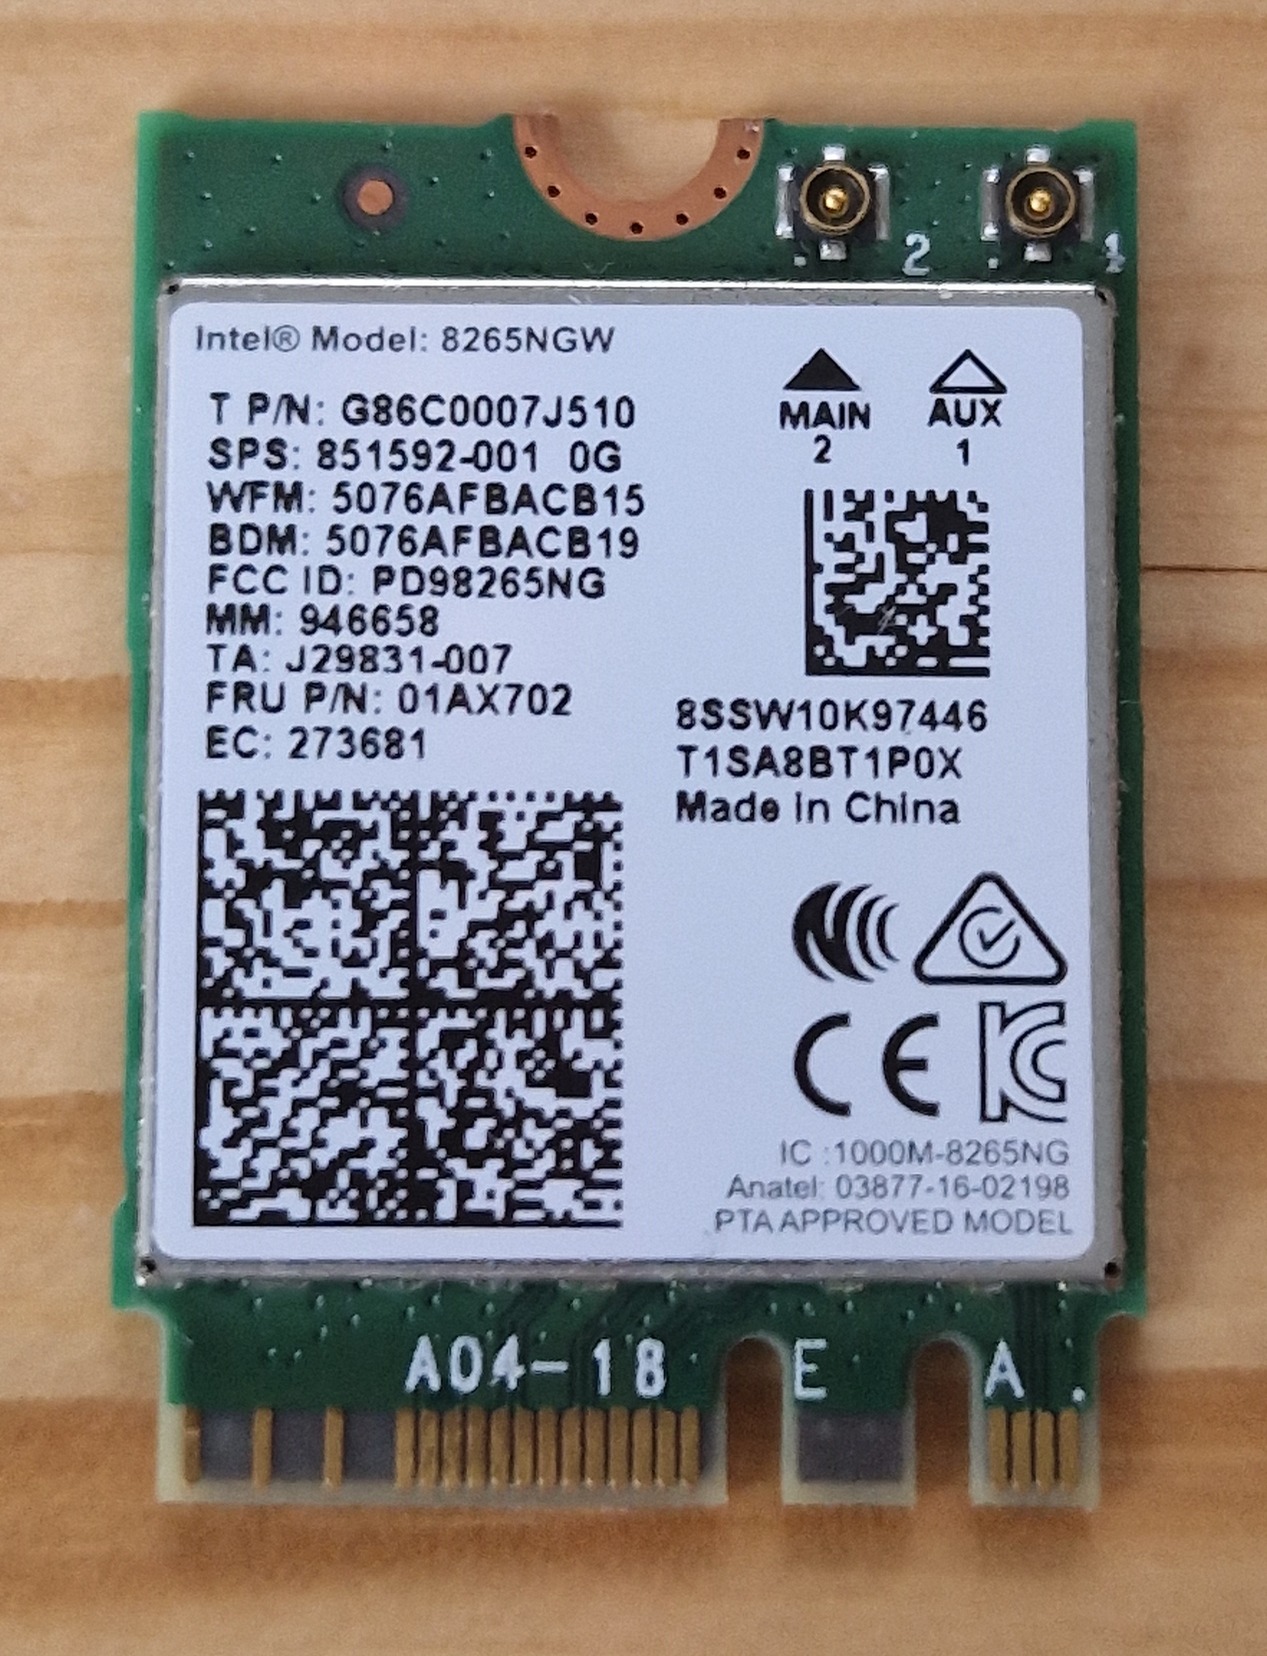 2 1
Intel® Model: 8265NGW
T P/N: G86C0007J510
SPS: 851592-001 0G
WFM: 5076AFBACB15
BDM: 5076AFBACB19
FCC ID: PD98265NG
MM: 946658
TA: J29831-007
FRU P/N: 01AX702
EC: 273681
MAIN AUX
2 1
8SSW10K97446
T1SA8BT1P0X
Made in China
CE
IC :1000M-8265NG
Anatel: 03877-16-02198
PTA APPROVED MODEL
A04-18 E A